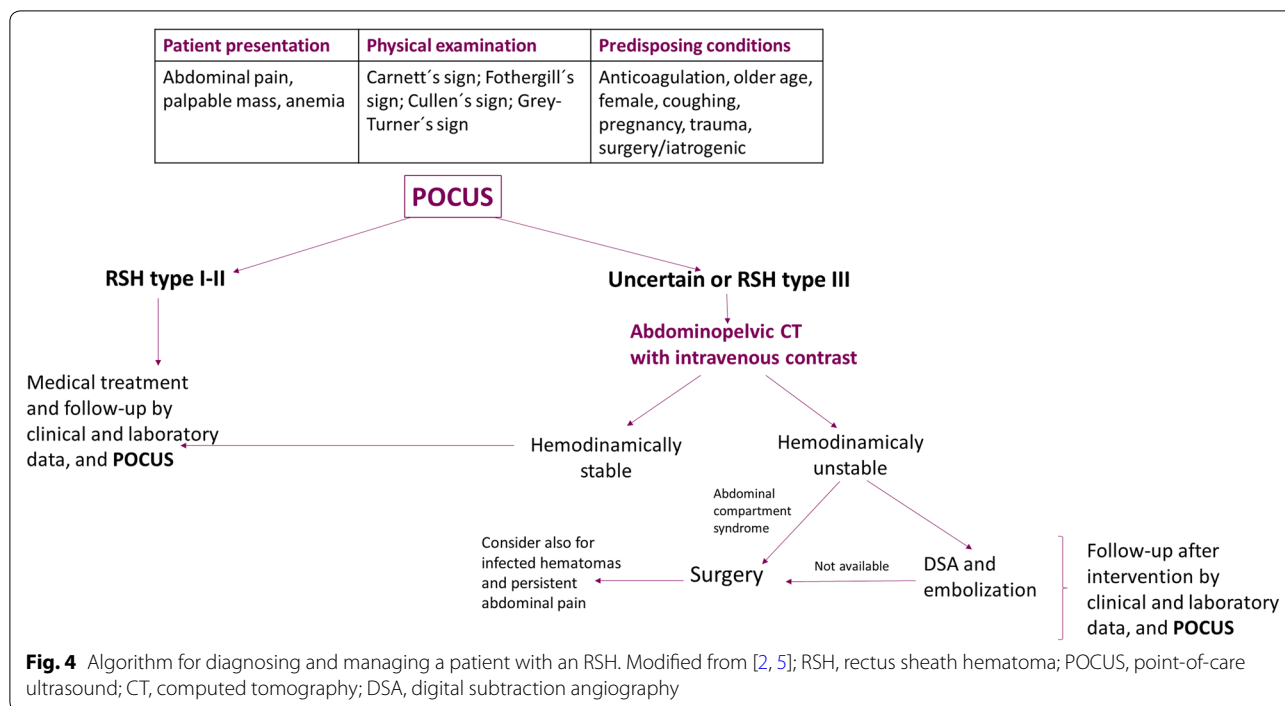 Patient presentation
Physical examination
Predisposing conditions
Abdominal pain,
palpable mass, anemia
Carnett´s sign; Fothergill´s
sign; Cullen´s sign; Grey-
Turner´s sign
Anticoagulation, older age,
female, coughing,
pregnancy, trauma,
surgery/iatrogenic
POCUS
RSH type I-II
Uncertain or RSH type III
Abdominopelvic CT
with intravenous contrast
Medical treatment
and follow-up by
clinical and laboratory
data, and POCUS
Hemodinamically
stable
Hemodinamicaly
unstable
Abdominal
compartment
syndrome
Consider also for
infected hematomas
and persistent
abdominal pain
Surgery
Not available
DSA and
embolization
Follow-up after
intervention by
clinical and laboratory
data, and POCUS
Fig. 4 Algorithm for diagnosing and managing a patient with an RSH. Modified from [2, 5]; RSH, rectus sheath hematoma; POCUS, point-of-care
ultrasound; CT, computed tomography; DSA, digital subtraction angiography